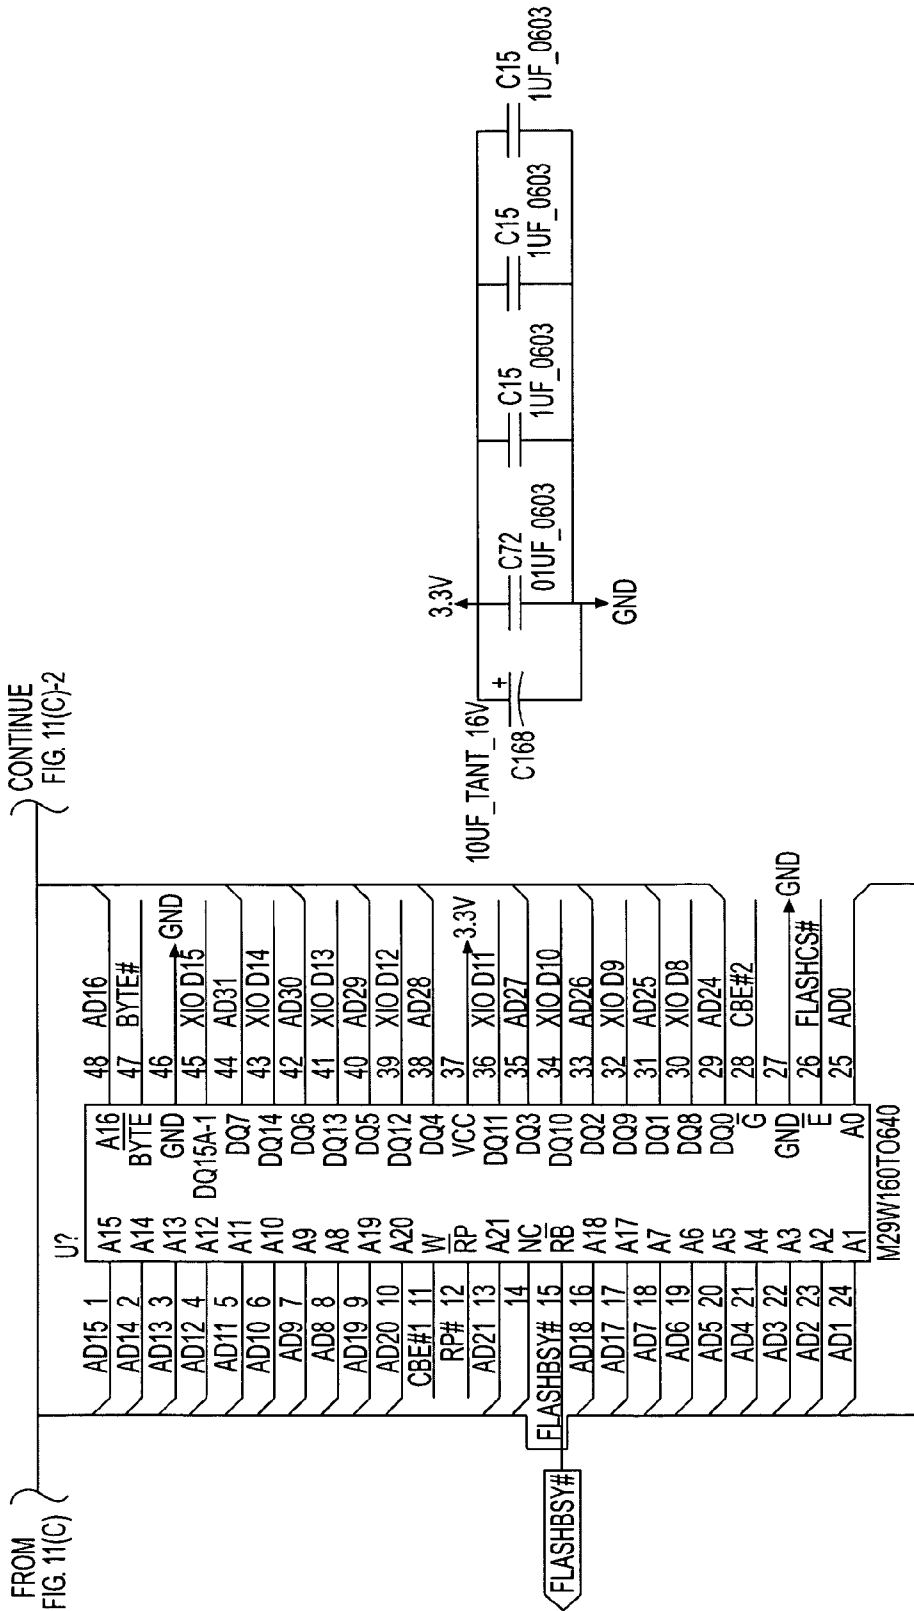 FROM
FIG. 11(C)
CONTINUE
FIG. 11(C)-2
U?
AD15 1 A15 A16 48 AD16
AD14 2 A14 BYTE 47 BYTE#
AD13 3 A13 GND 46 GND
AD12 4 A12 DQ15A-1 45 XIO D15
AD11 5 A11 DQ7 44 AD31
AD10 6 A10 DQ14 43 XIO D14
AD9 7 A9 DQ6 42 AD30
AD8 8 A8 DQ13 41 XIO D13
AD19 9 A19 DQ5 40 AD29
AD20 10 A20 DQ12 39 XIO D12
CBE#1 11 W DQ4 38 AD28
RP# 12 RP VCC 37 3.3V
AD21 13 A21 DQ11 36 XIO D11
14 NC DQ3 35 AD27
FLASHBSY# FLASHBSY# 15 RB DQ10 34 XIO D10
AD18 16 A18 DQ2 33 AD26
AD17 17 A17 DQ9 32 XIO D9
AD7 18 A7 DQ1 31 AD25
AD6 19 A6 DQ8 30 XIO D8
AD5 20 A5 DQ0 29 AD24
AD4 21 A4 G 28 CBE#2
AD3 22 A3 GND 27 GND
AD2 23 A2 E 26 FLASHCS#
AD1 24 A1 A0 25 AD0
M29W160TO640
10UF_TANT_16V
C168
+
3.3V
C72
01UF_0603
GND
C15
1UF_0603
C15
1UF_0603
C15
1UF_0603